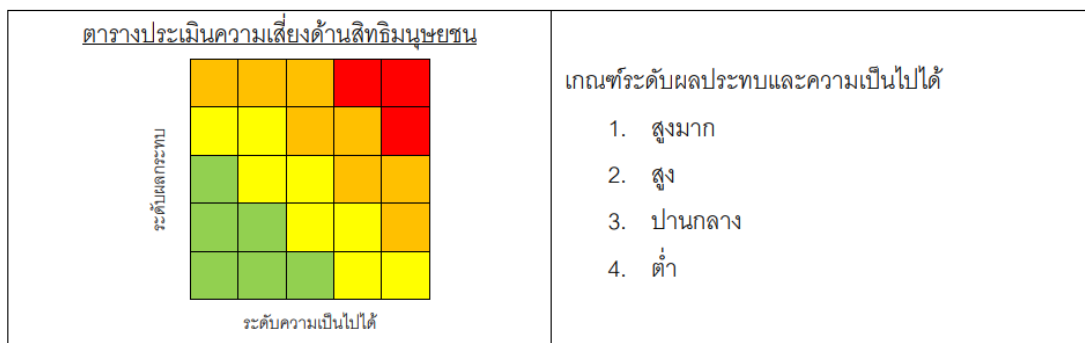 ตารางประเมินความเสี่ยงด้านสิทธิมนุษยชน
ระดับผลกระทบ
ระดับความเป็นไปได้
เกณฑ์ระดับผลประทบและความเป็นไปได้
1. สูงมาก
2. สูง
3. ปานกลาง
4. ต่ำ